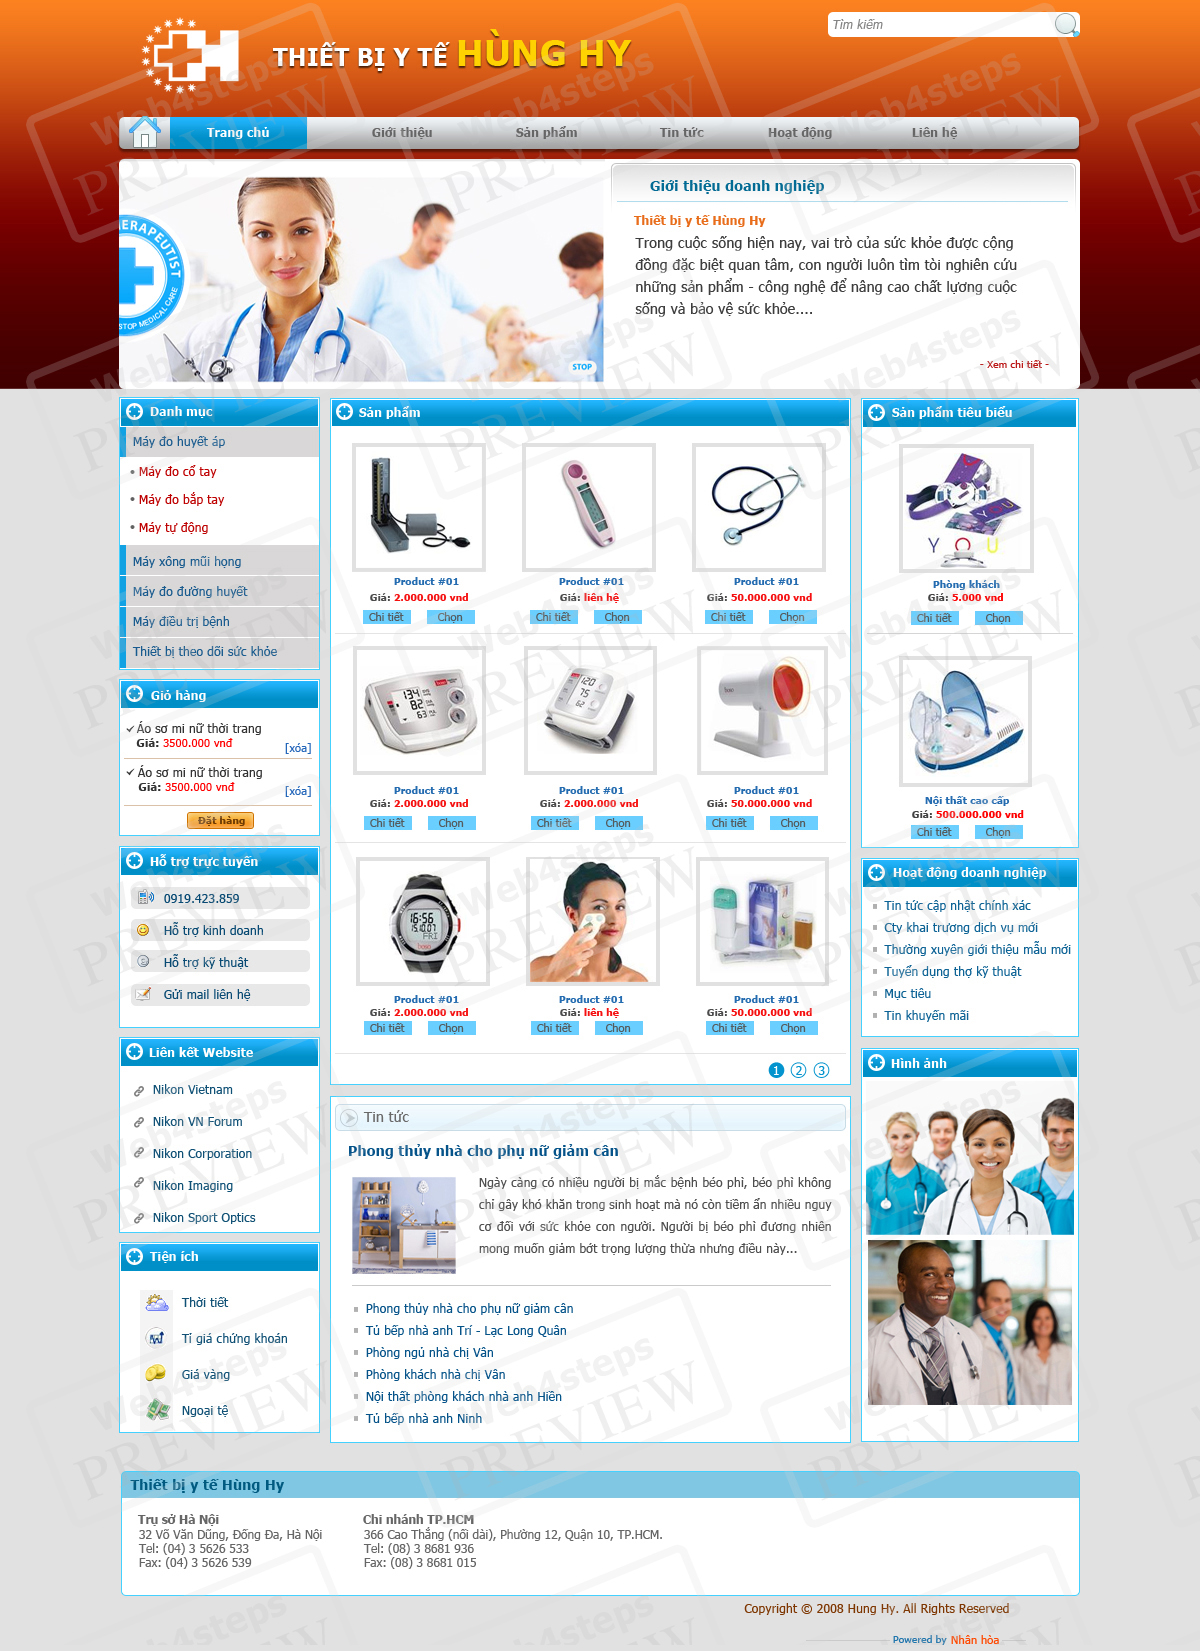 THIẾT BỊ Y TẾ HÙNG HY
Tìm kiếm
Trang chủ
Giới thiệu
Sản phẩm
Tin tức
Hoạt động
Liên hệ
THERAPEUTIST
STOP MEDICAL CARE
STOP
Giới thiệu doanh nghiệp
Thiết bị y tế Hùng Hy
Trong cuộc sống hiện nay, vai trò của sức khỏe được cộng
đồng đặc biệt quan tâm, con người luôn tìm tòi nghiên cứu
những sản phẩm - công nghệ để nâng cao chất lượng cuộc
sống và bảo vệ sức khỏe....
- Xem chi tiết -
Danh mục
Máy đo huyết áp
Máy đo cổ tay
Máy đo bắp tay
Máy tự động
Máy xông mũi họng
Máy đo đường huyết
Máy điều trị bệnh
Thiết bị theo dõi sức khỏe
Giỏ hàng
Áo sơ mi nữ thời trang
Giá: 3500.000 vnđ
[xóa]
Áo sơ mi nữ thời trang
Giá: 3500.000 vnđ
[xóa]
Đặt hàng
Hỗ trợ trực tuyến
0919.423.859
Hỗ trợ kinh doanh
Hỗ trợ kỹ thuật
Gửi mail liên hệ
Liên kết Website
Nikon Vietnam
Nikon VN Forum
Nikon Corporation
Nikon Imaging
Nikon Sport Optics
Tiện ích
Thời tiết
Tỉ giá chứng khoán
Giá vàng
Ngoại tệ
Sản phẩm
Product #01
Giá: 2.000.000 vnd
Chi tiết Chọn
Product #01
Giá: liên hệ
Chi tiết Chọn
Product #01
Giá: 50.000.000 vnd
Chi tiết Chọn
Product #01
Giá: 2.000.000 vnd
Chi tiết Chọn
Product #01
Giá: 2.000.000 vnd
Chi tiết Chọn
Product #01
Giá: 50.000.000 vnd
Chi tiết Chọn
Product #01
Giá: 2.000.000 vnd
Chi tiết Chọn
Product #01
Giá: liên hệ
Chi tiết Chọn
Product #01
Giá: 50.000.000 vnd
Chi tiết Chọn
1 2 3
Tin tức
Phong thủy nhà cho phụ nữ giảm cân
Ngày càng có nhiều người bị mắc bệnh béo phì, béo phì không
chỉ gây khó khăn trong sinh hoạt mà nó còn tiềm ẩn nhiều nguy
cơ đối với sức khỏe con người. Người bị béo phì đương nhiên
mong muốn giảm bớt trọng lượng thừa nhưng điều này...
Phong thủy nhà cho phụ nữ giảm cân
Tủ bếp nhà anh Trí - Lạc Long Quân
Phòng ngủ nhà chị Vân
Phòng khách nhà chị Vân
Nội thất phòng khách nhà anh Hiền
Tủ bếp nhà anh Ninh
Sản phẩm tiêu biểu
YOU
Phòng khách
Giá: 5.000 vnd
Chi tiết Chọn
Nội thất cao cấp
Giá: 500.000.000 vnd
Chi tiết Chọn
Hoạt động doanh nghiệp
Tin tức cập nhật chính xác
Cty khai trương dịch vụ mới
Thường xuyên giới thiệu mẫu mới
Tuyển dụng thợ kỹ thuật
Mục tiêu
Tin khuyến mãi
Hình ảnh
Thiết bị y tế Hùng Hy
Trụ sở Hà Nội
32 Võ Văn Dũng, Đống Đa, Hà Nội
Tel: (04) 3 5626 533
Fax: (04) 3 5626 539
Chi nhánh TP.HCM
366 Cao Thắng (nối dài), Phường 12, Quận 10, TP.HCM.
Tel: (08) 3 8681 936
Fax: (08) 3 8681 015
Copyright © 2008 Hung Hy. All Rights Reserved
Powered by Nhân hòa
Web4steps
PREVIEW